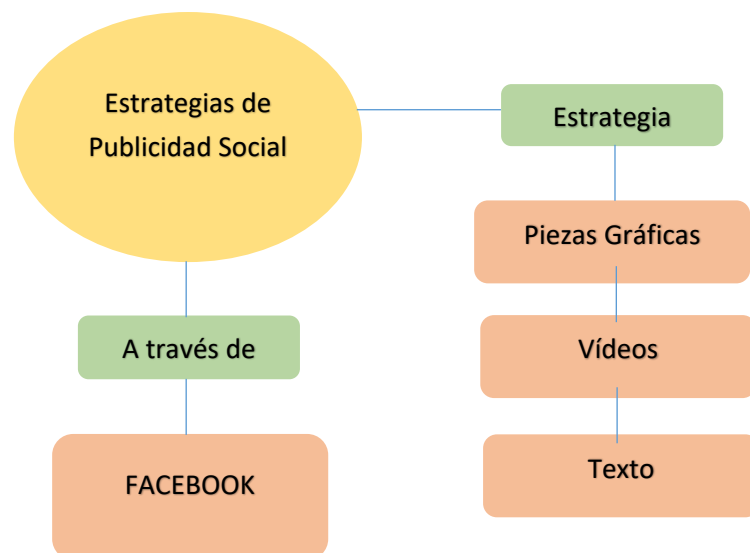 Estrategias de
Publicidad Social
Estrategia
Piezas Gráficas
Vídeos
Texto
A través de
FACEBOOK